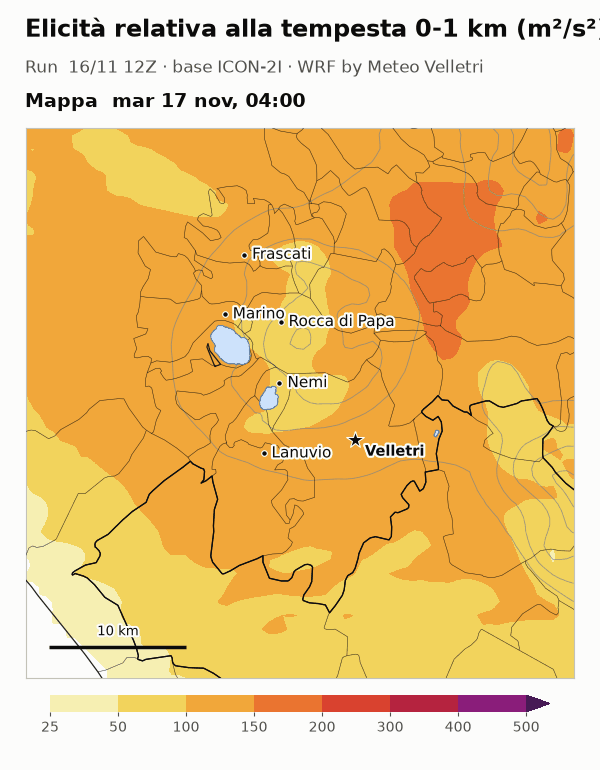 Elicità relativa alla tempesta 0-1 km (m²/s²)
Run  16/11 12Z · base ICON-2I · WRF by Meteo Velletri
Mappa  mar 17 nov, 04:00
Frascati
Marino
Rocca di Papa
Nemi
Velletri
Lanuvio
10 km
25 50 100 150 200 300 400 500